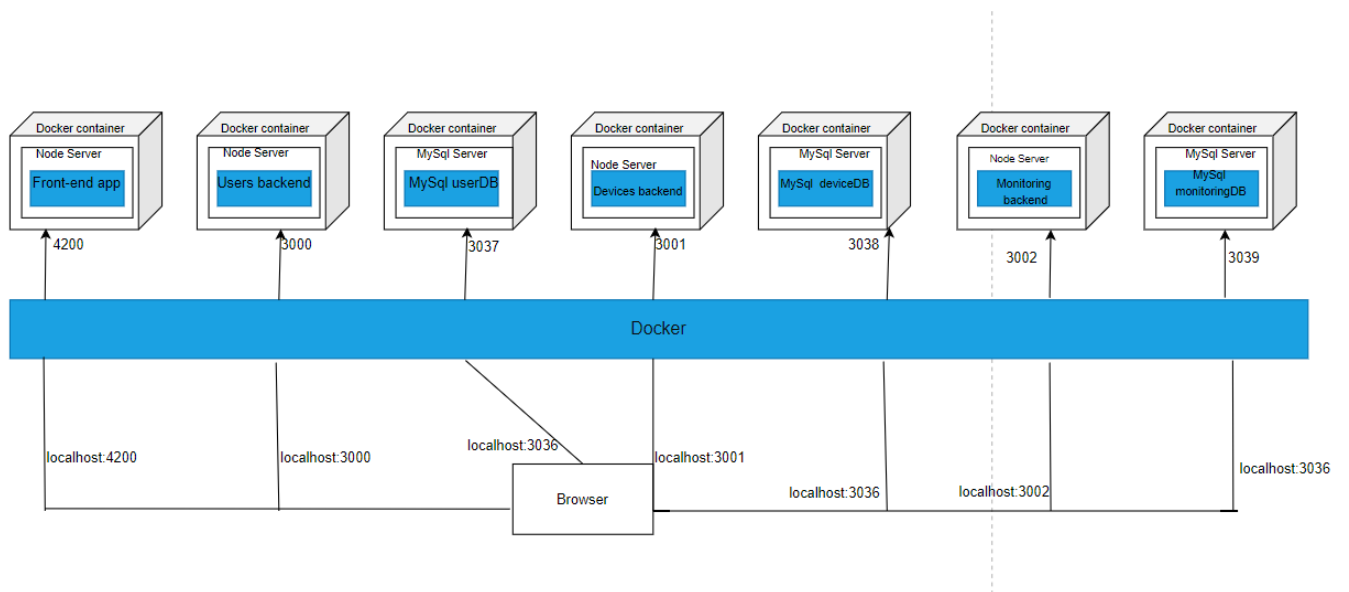 Docker container
Node Server
Front-end app
4200
Docker container
Node Server
Users backend
3000
Docker container
MySql Server
MySql userDB
3037
Docker container
Node Server
Devices backend
3001
Docker container
MySql Server
MySql deviceDB
3038
Docker container
Node Server
Monitoring
backend
3002
Docker container
MySql Server
MySql
monitoringDB
3039
Docker
localhost:4200
localhost:3000
localhost:3036
localhost:3001
localhost:3036
localhost:3002
localhost:3036
Browser